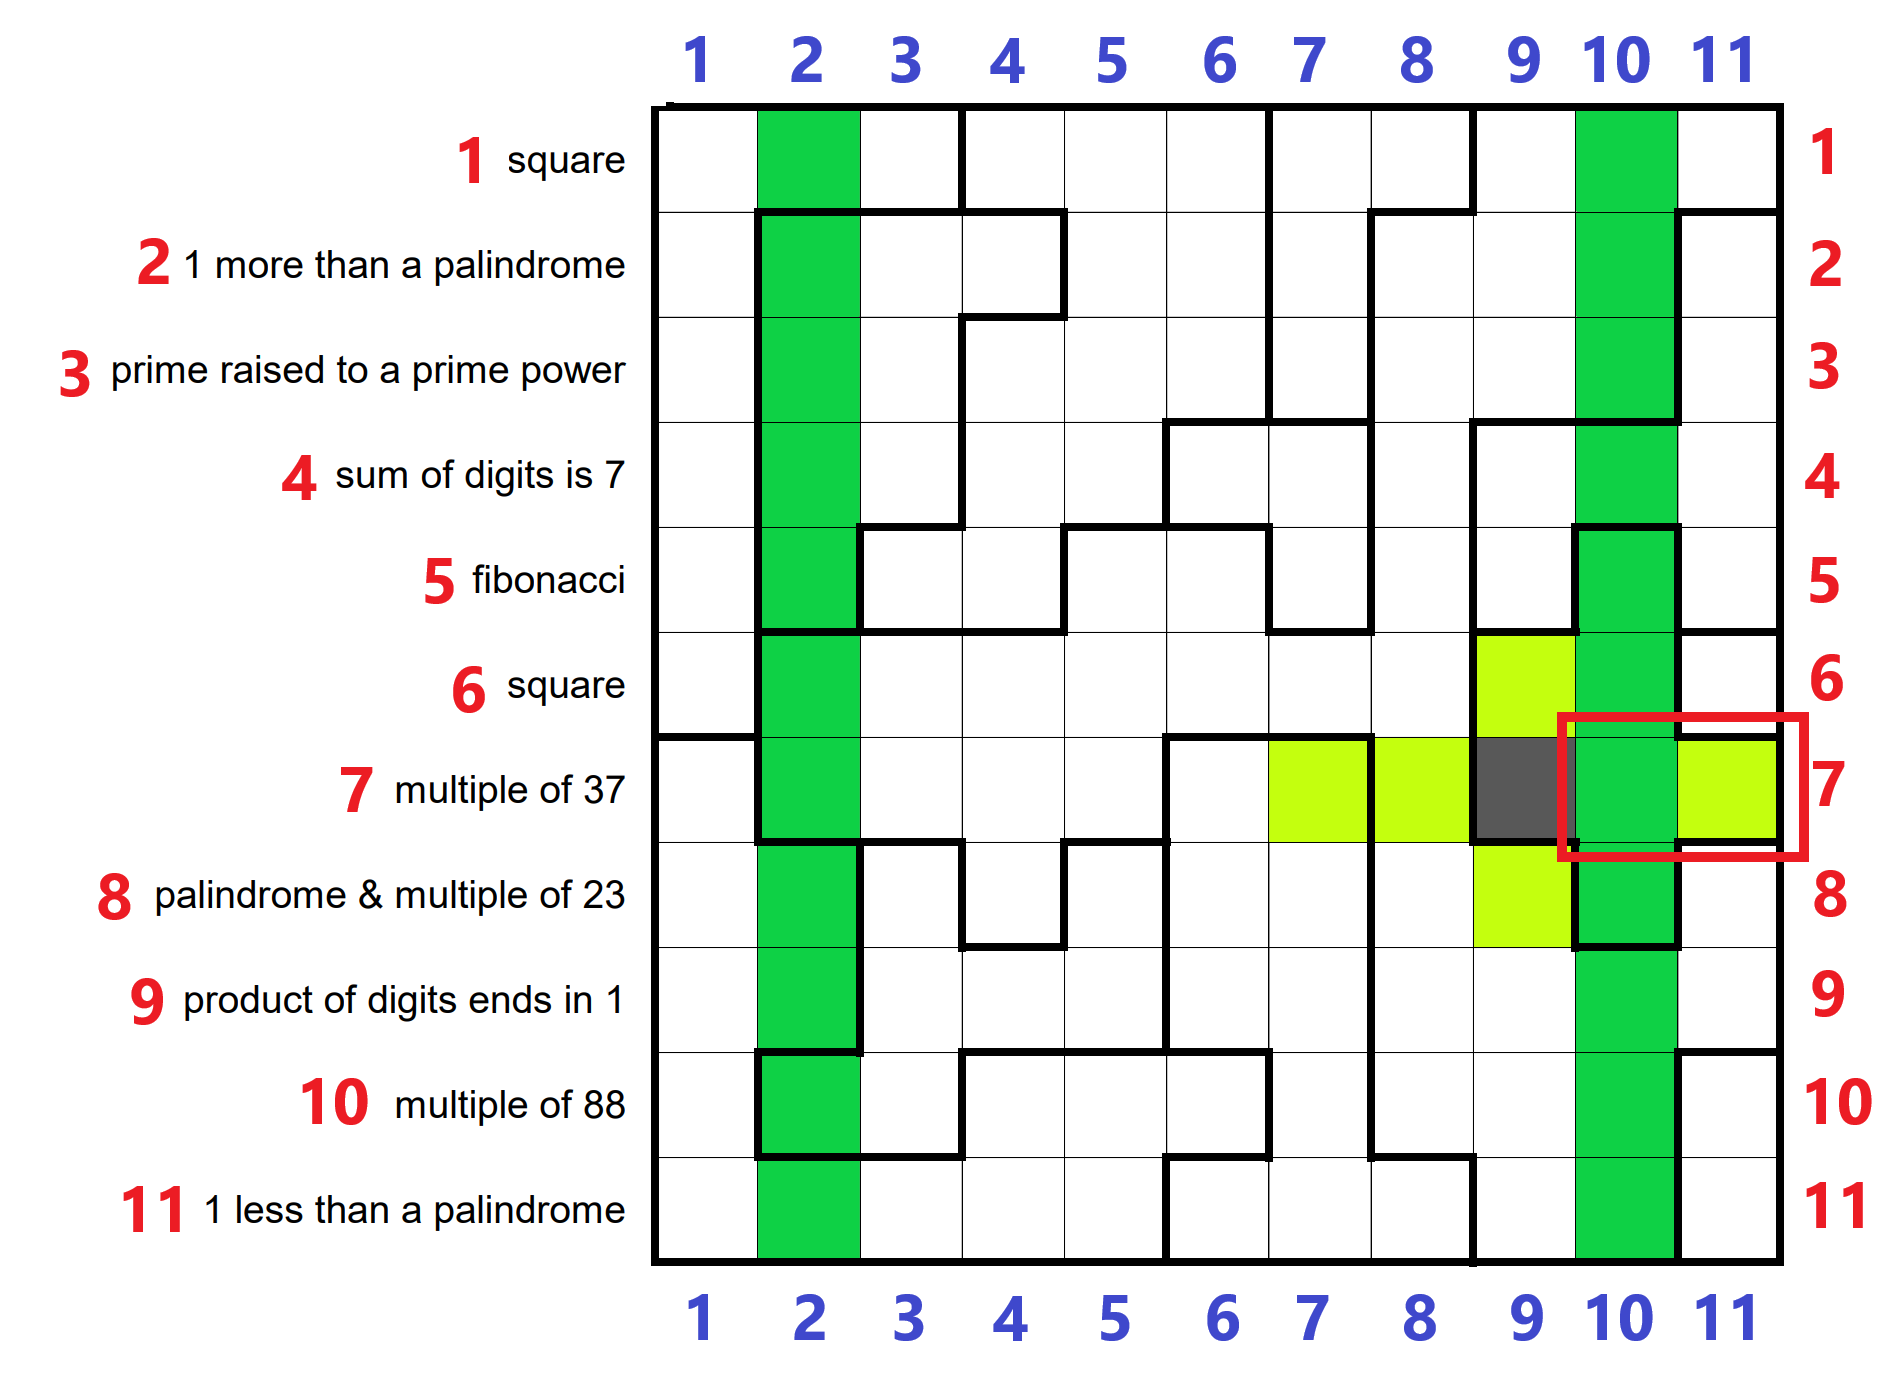 1 2 3 4 5 6 7 8 9 10 11
1 square 1
2 1 more than a palindrome 2
3 prime raised to a prime power 3
4 sum of digits is 7 4
5 fibonacci 5
6 square 6
7 multiple of 37 7
8 palindrome & multiple of 23 8
9 product of digits ends in 1 9
10 multiple of 88 10
11 1 less than a palindrome 11
1 2 3 4 5 6 7 8 9 10 11